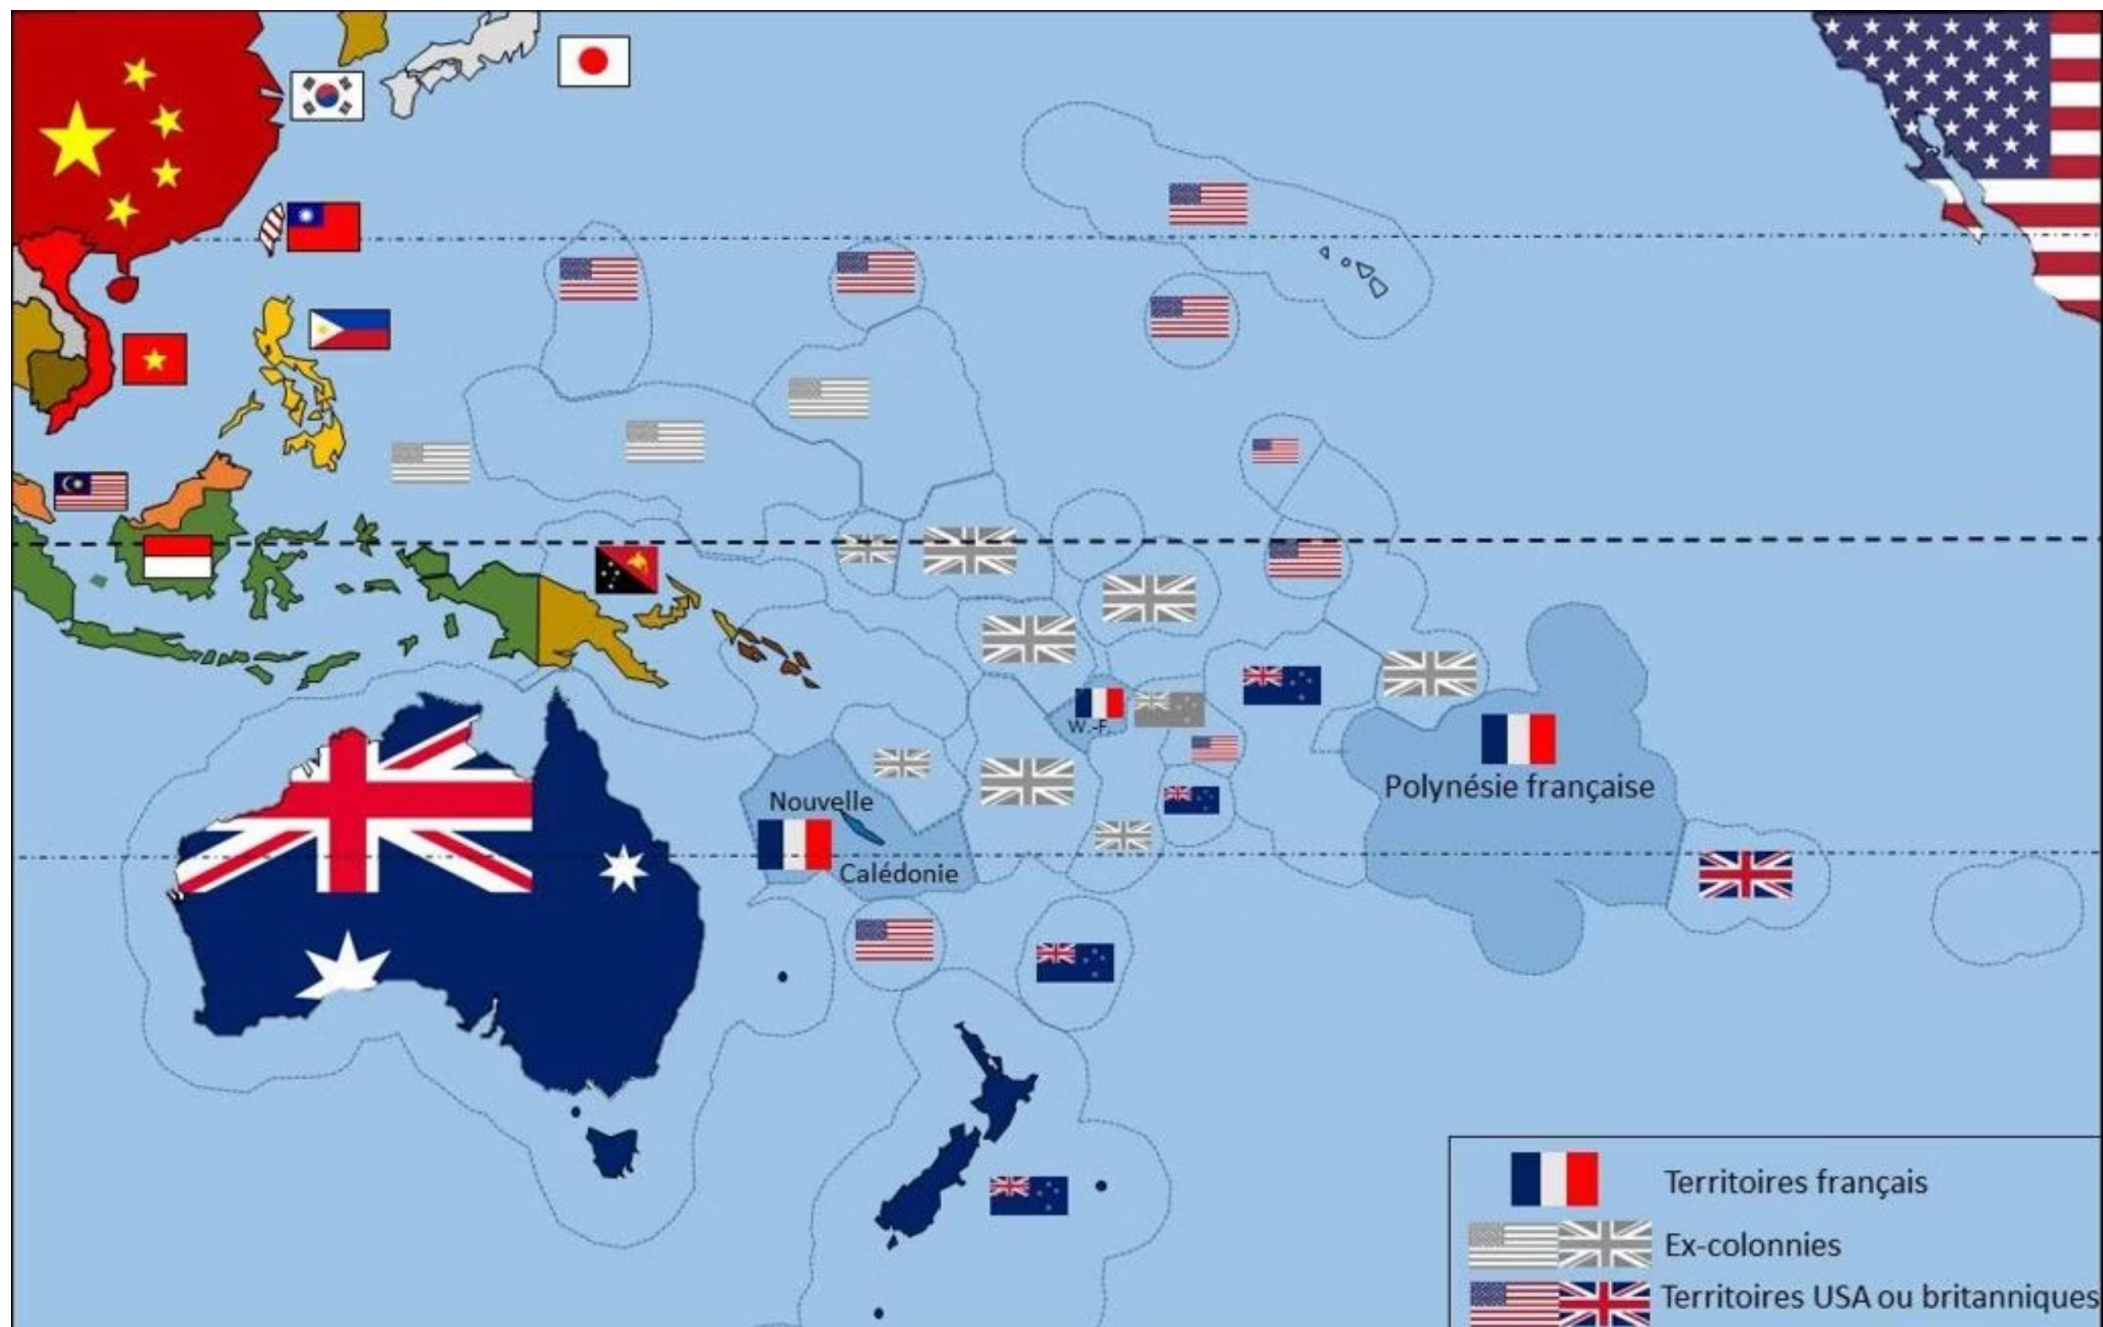 W.-F.
Polynésie française
Nouvelle
Calédonie
Territoires français
Ex-colonnies
Territoires USA ou britanniques